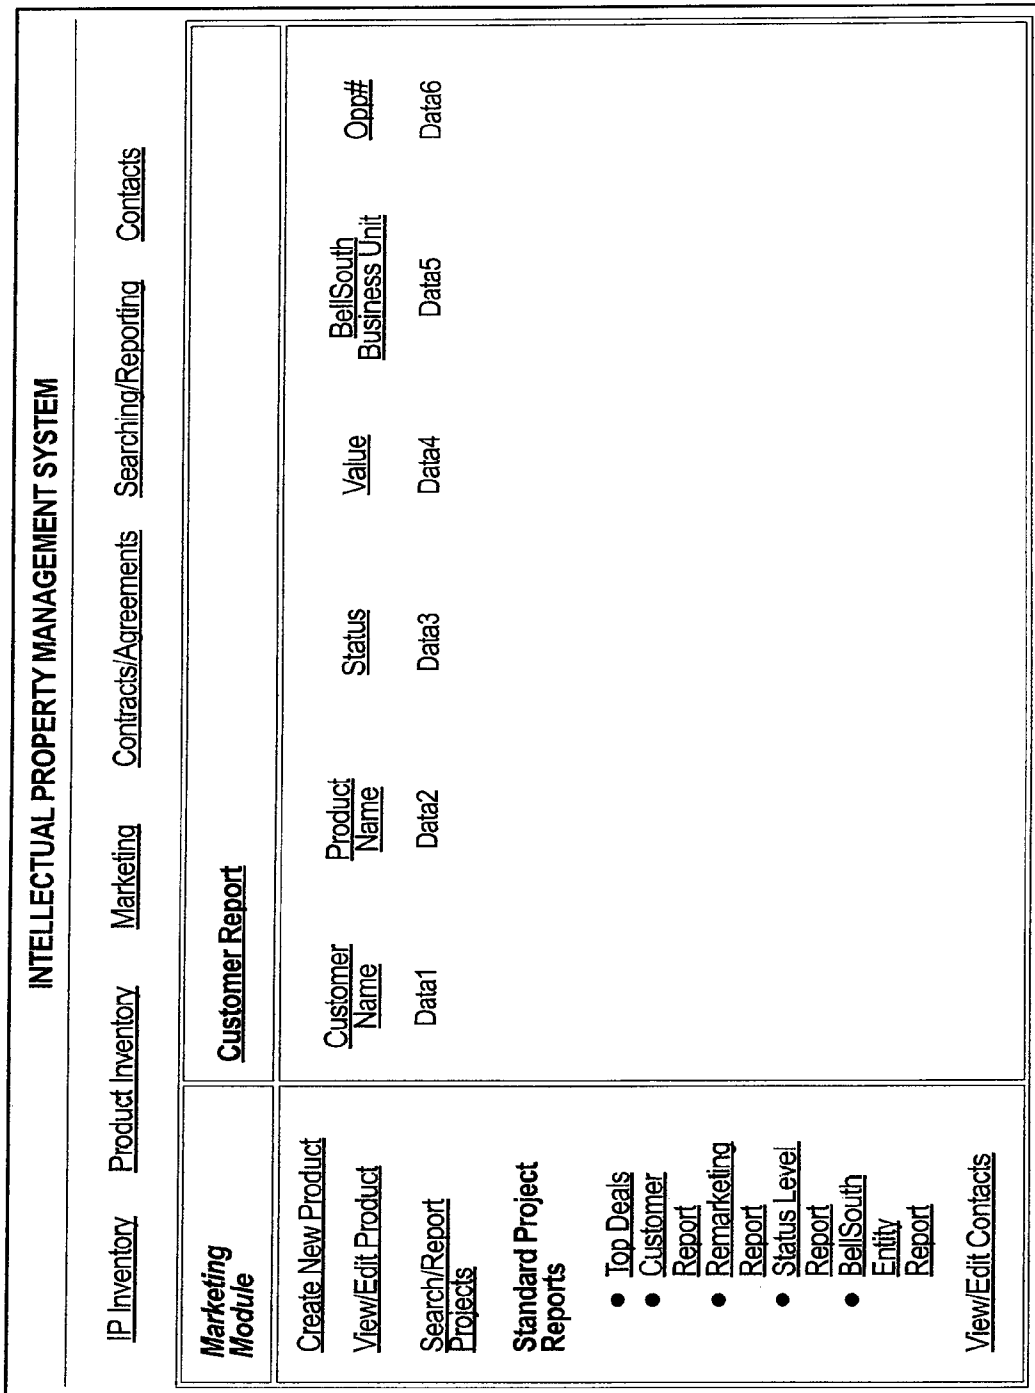 INTELLECTUAL PROPERTY MANAGEMENT SYSTEM
IP Inventory Product Inventory Marketing Contracts/Agreements Searching/Reporting Contacts
Marketing
Module
Customer Report
Create New Product
View/Edit Product
Search/Report
Projects
Standard Project
Reports
• Top Deals
• Customer
Report
• Remarketing
Report
• Status Level
Report
• BellSouth
Entity
Report
View/Edit Contacts
Customer
Name
Product
Name
Status
Value
BellSouth
Business Unit
Opp#
Data1 Data2 Data3 Data4 Data5 Data6